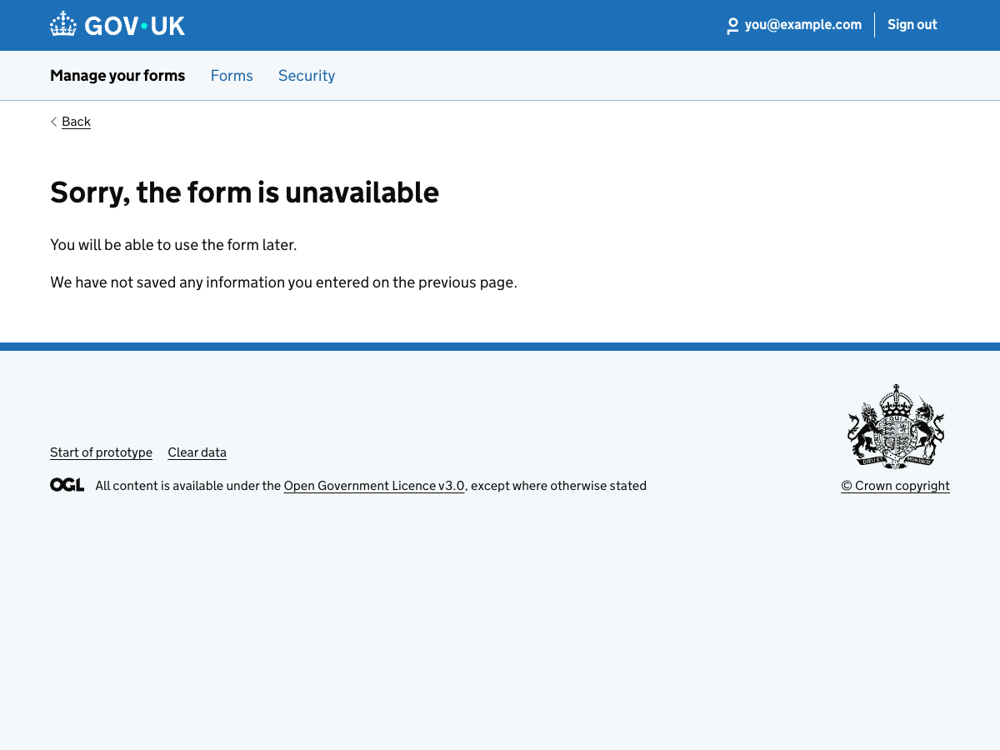 GOV·UK
you@example.com
Sign out
Manage your forms
Forms
Security
Back
Sorry, the form is unavailable
You will be able to use the form later.
We have not saved any information you entered on the previous page.
Start of prototype
Clear data
OGL
All content is available under the Open Government Licence v3.0, except where otherwise stated
© Crown copyright